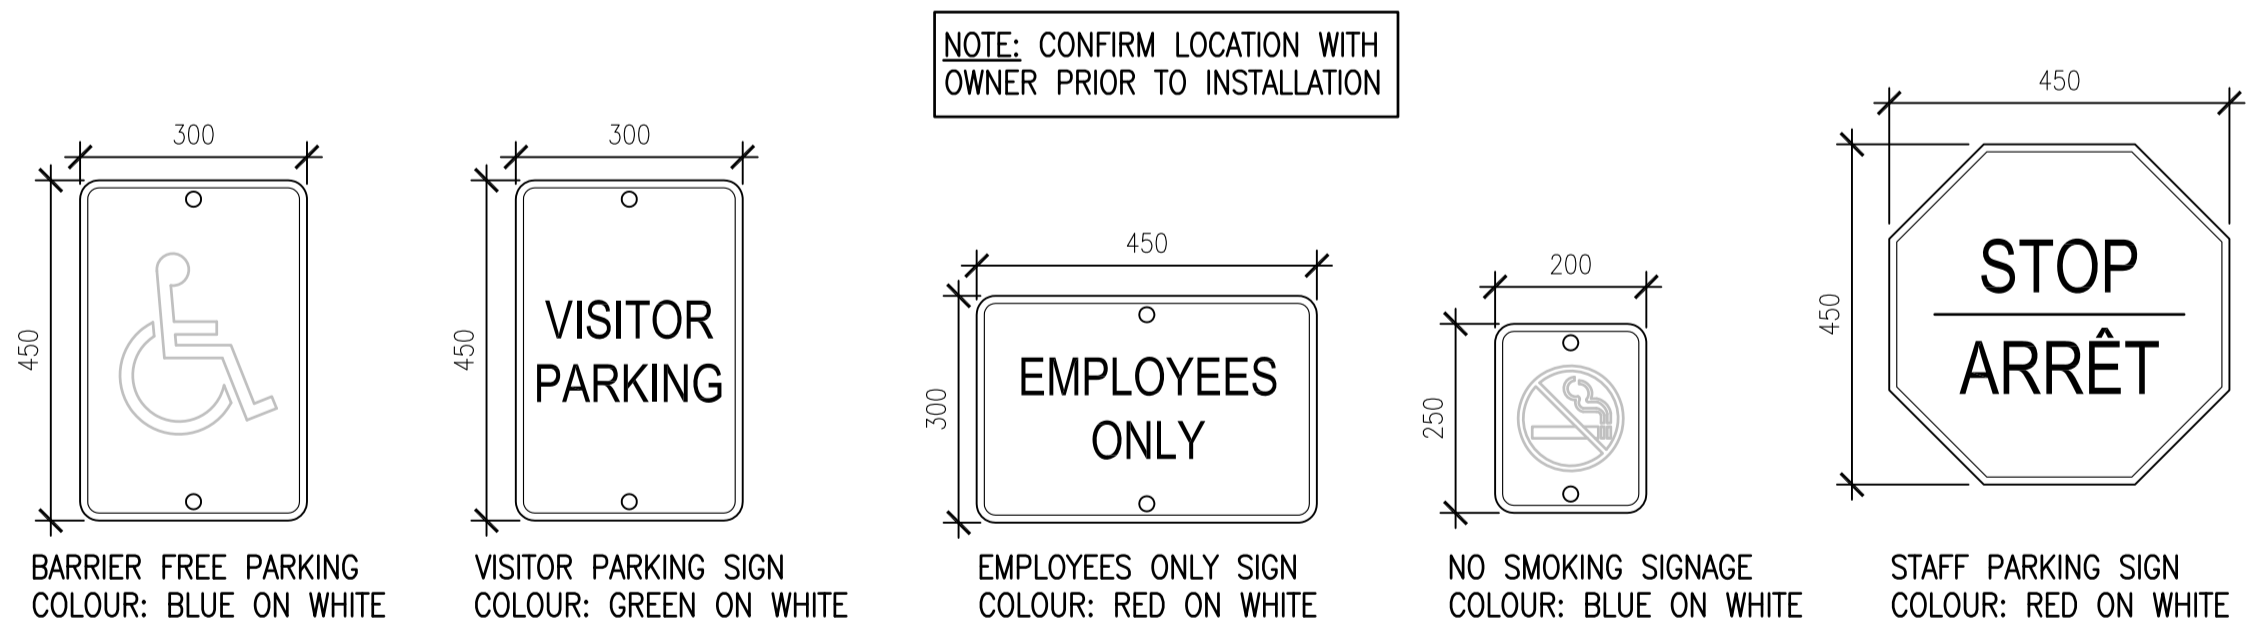 NOTE: CONFIRM LOCATION WITH
OWNER PRIOR TO INSTALLATION
300
450
BARRIER FREE PARKING
COLOUR: BLUE ON WHITE
300
450
VISITOR
PARKING
VISITOR PARKING SIGN
COLOUR: GREEN ON WHITE
450
300
EMPLOYEES
ONLY
EMPLOYEES ONLY SIGN
COLOUR: RED ON WHITE
200
250
NO SMOKING SIGNAGE
COLOUR: BLUE ON WHITE
450
450
STOP
ARRÊT
STAFF PARKING SIGN
COLOUR: RED ON WHITE